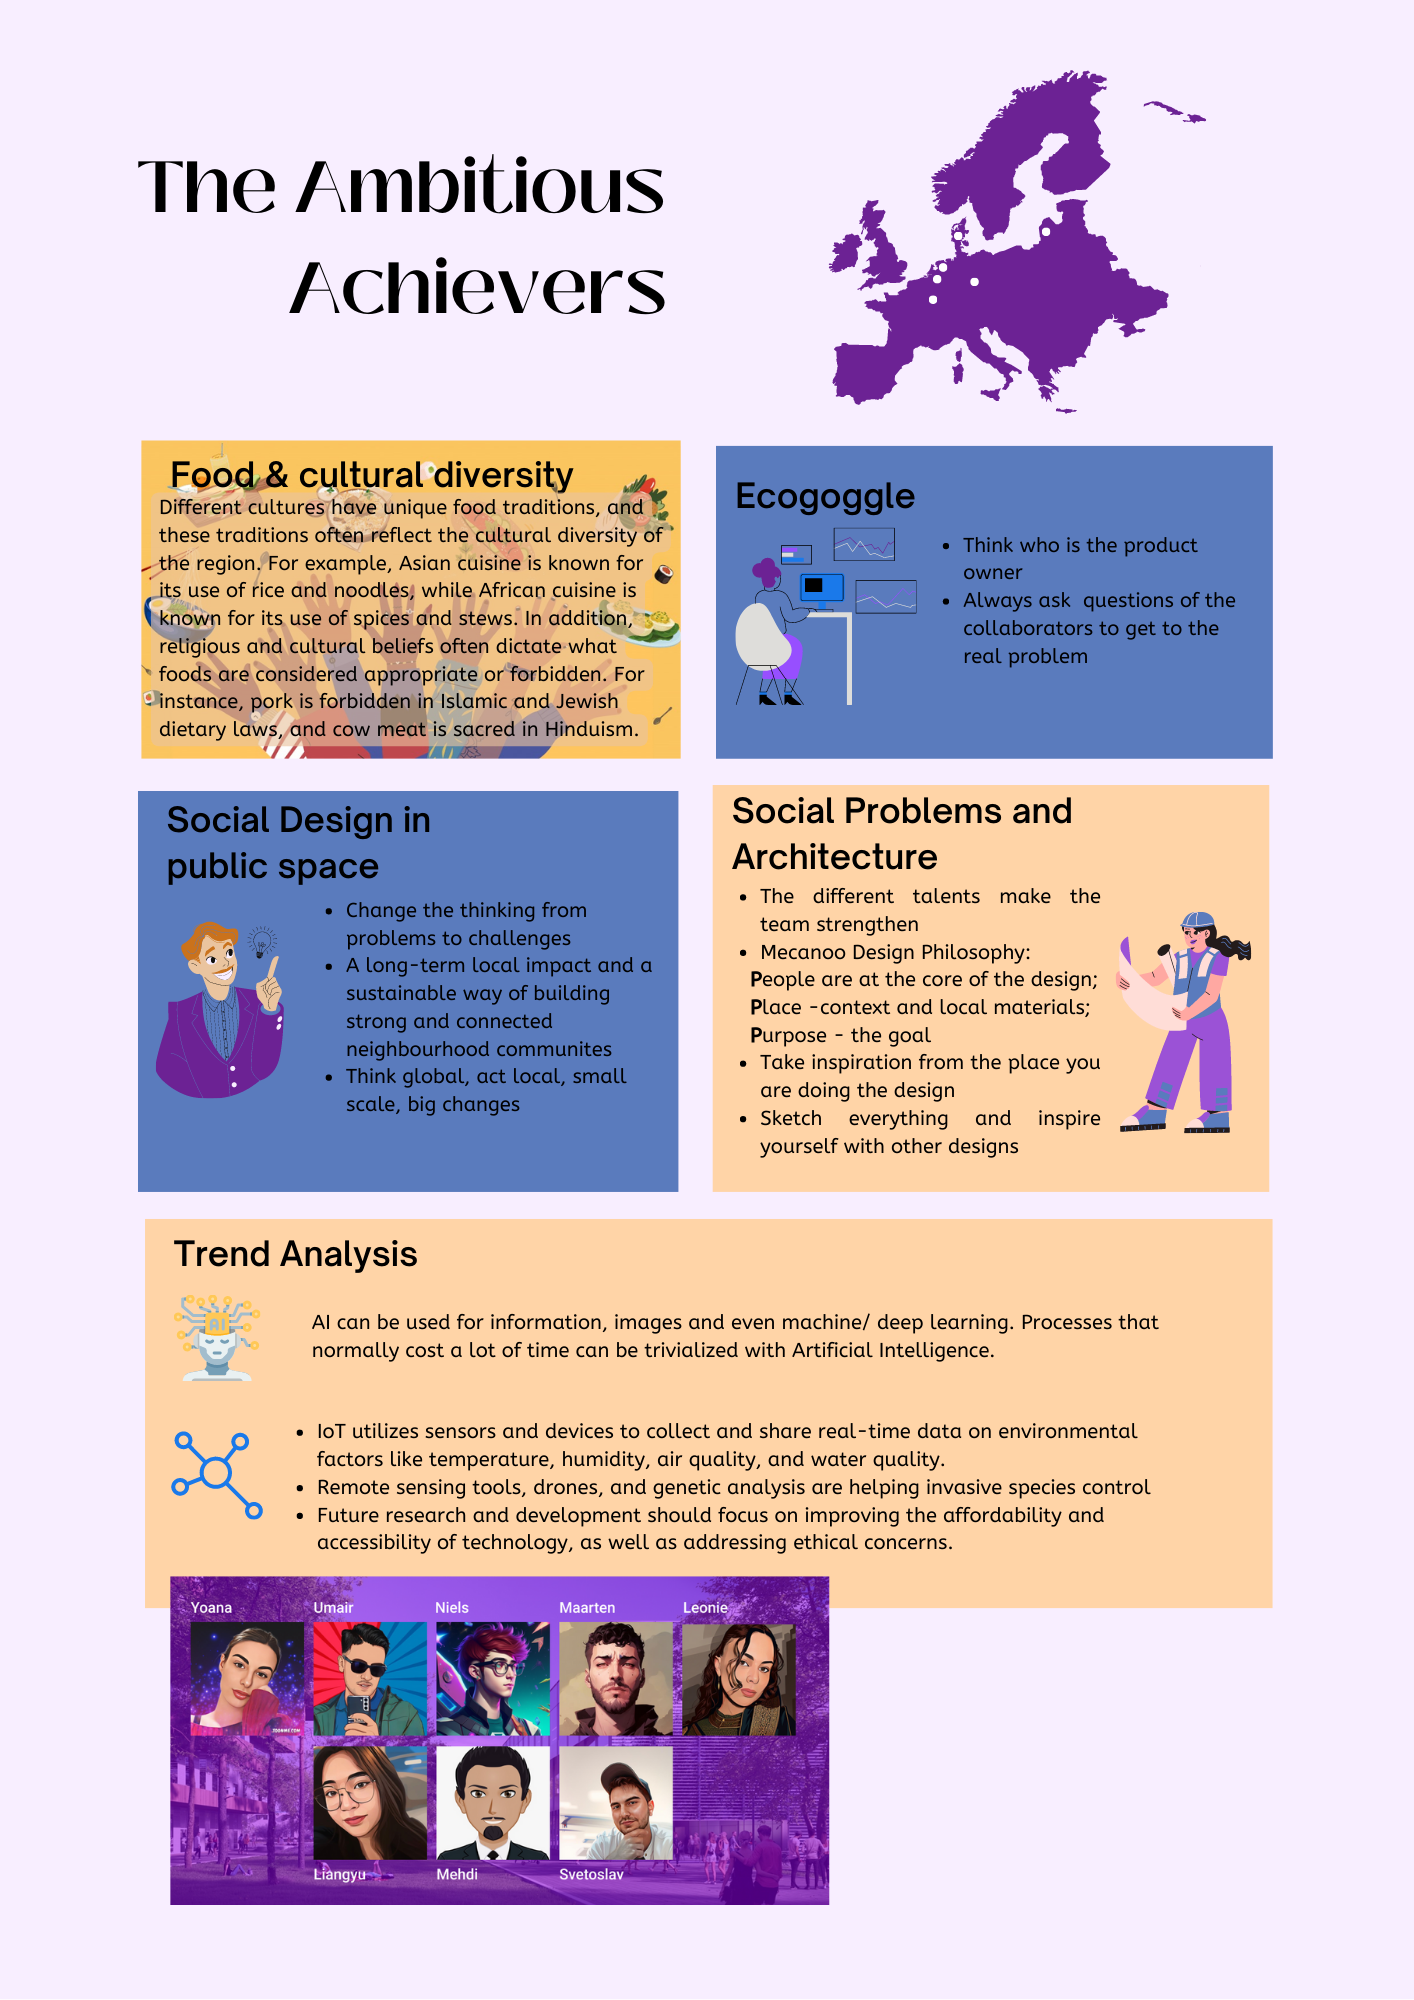 The Ambitious
Achievers
Food & cultural diversity
Different cultures have unique food traditions, and
these traditions often reflect the cultural diversity of
the region. For example, Asian cuisine is known for
its use of rice and noodles, while African cuisine is
known for its use of spices and stews. In addition,
religious and cultural beliefs often dictate what
foods are considered appropriate or forbidden. For
instance, pork is forbidden in Islamic and Jewish
dietary laws, and cow meat is sacred in Hinduism.
Ecogoggle
• Think who is the product
owner
• Always ask  questions of the
collaborators to get to the
real problem
Social Design in
public space
• Change the thinking from
problems to challenges
• A long-term local impact and a
sustainable way of building
strong and connected
neighbourhood communites
• Think global, act local, small
scale, big changes
Social Problems and
Architecture
• The different talents make the
team strengthen
• Mecanoo Design Philosophy:
People are at the core of the design;
Place -context and local materials;
Purpose - the goal
• Take inspiration from the place you
are doing the design
• Sketch everything and inspire
yourself with other designs
Trend Analysis
AI
AI can be used for information, images and even machine/ deep learning. Processes that
normally cost a lot of time can be trivialized with Artificial Intelligence.
• IoT utilizes sensors and devices to collect and share real-time data on environmental
factors like temperature, humidity, air quality, and water quality.
• Remote sensing tools, drones, and genetic analysis are helping invasive species control
• Future research and development should focus on improving the affordability and
accessibility of technology, as well as addressing ethical concerns.
Yoana
Umair
Niels
Maarten
Leonie
TOONME.COM
Liangyu
Mehdi
Svetoslav